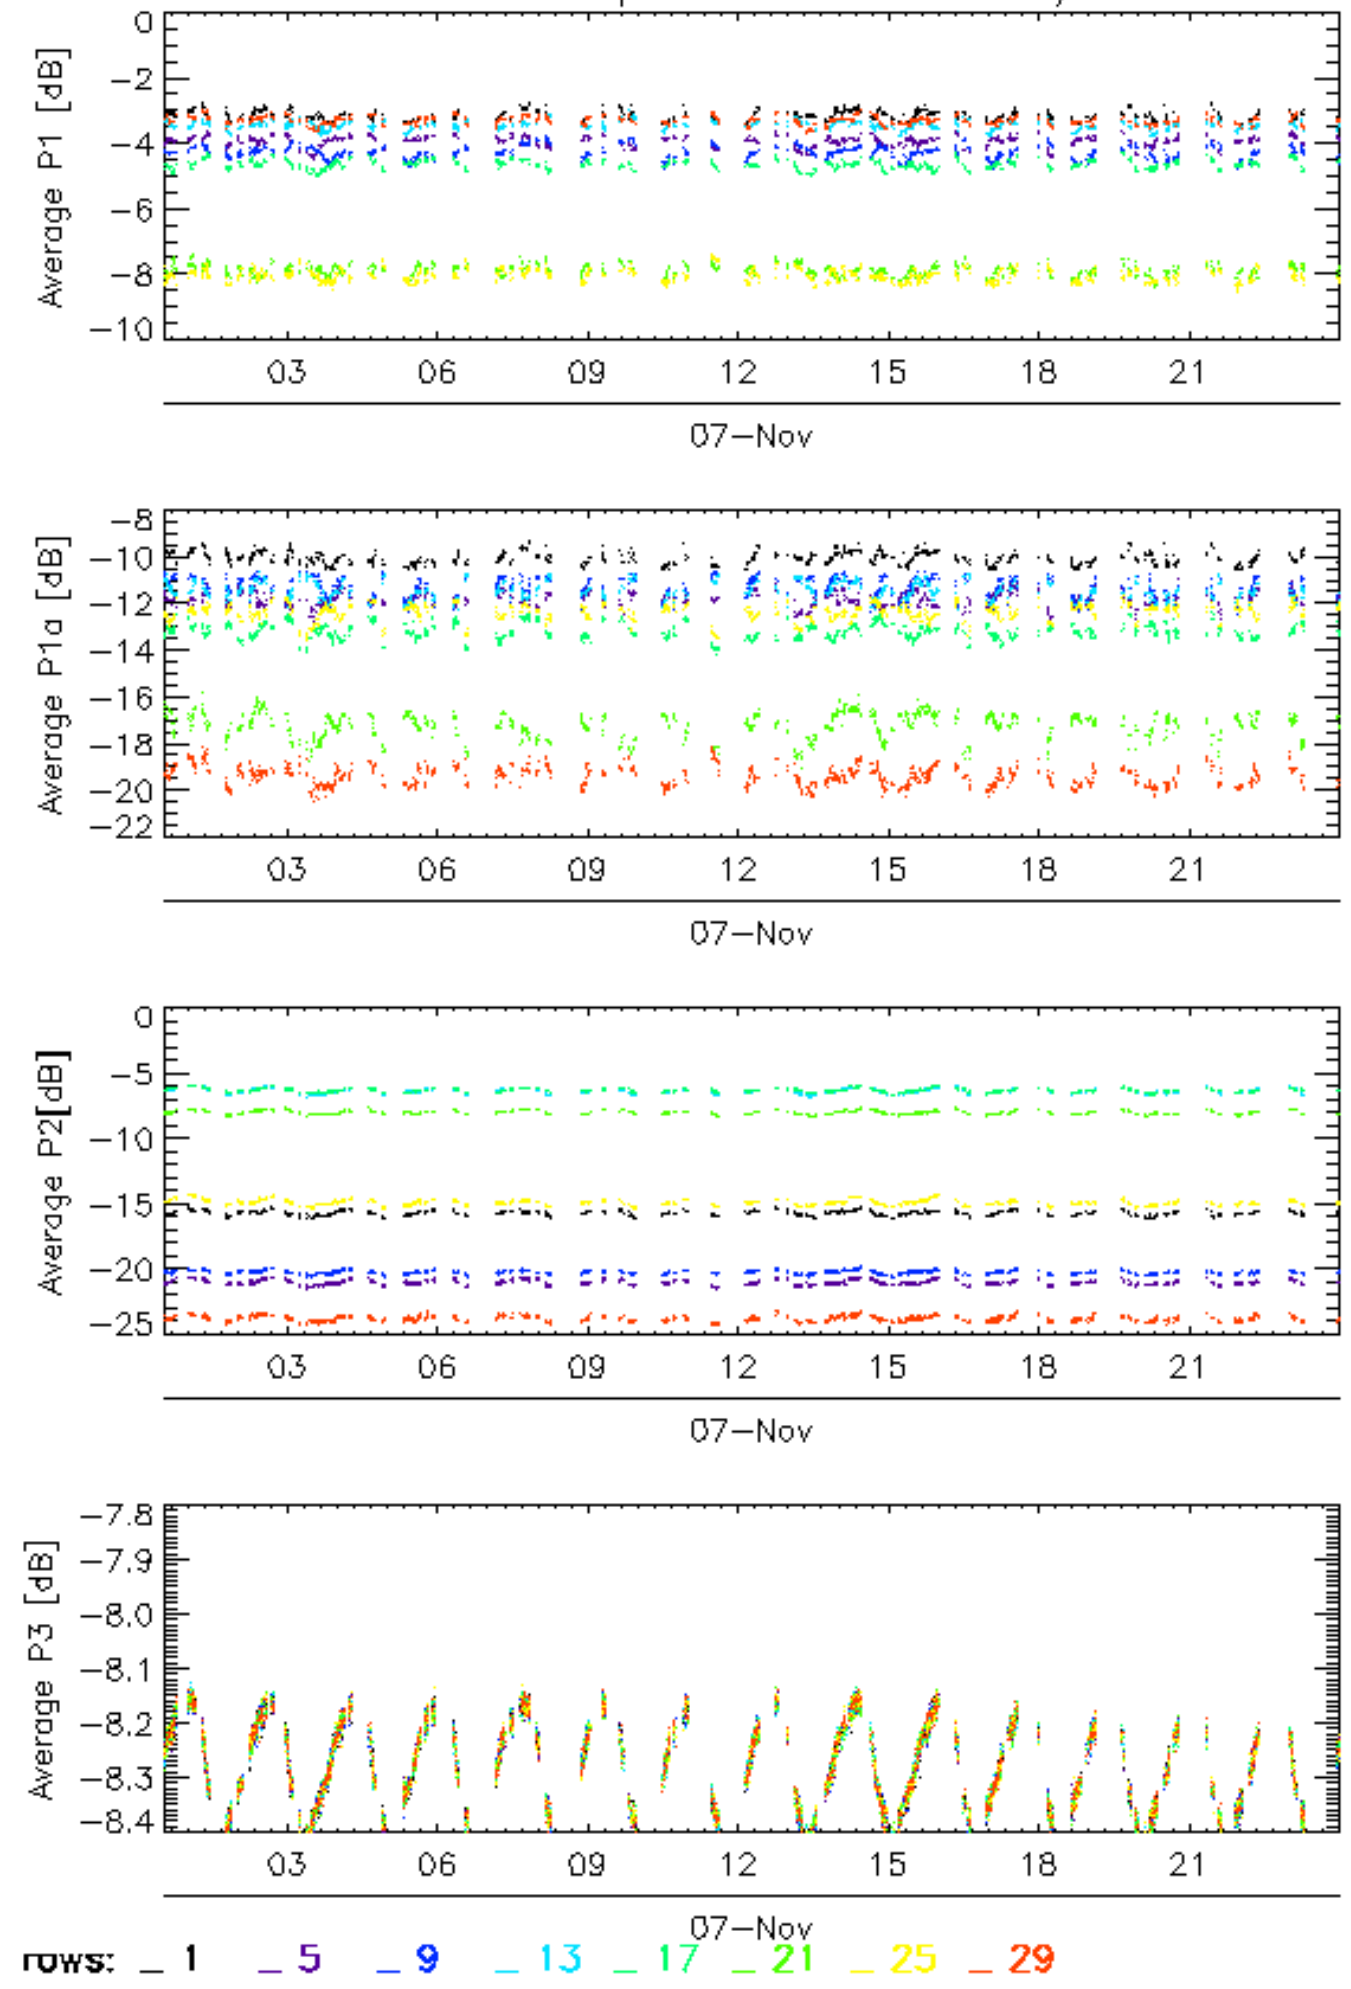 0
−2
−4
−6
−8
−10
Average P1 [dB]
03 06 09 12 15 18 21
07−Nov
−8
−10
−12
−14
−16
−18
−20
−22
Average P1a [dB]
03 06 09 12 15 18 21
07−Nov
0
−5
−10
−15
−20
−25
Average P2[dB]
03 06 09 12 15 18 21
07−Nov
−7.8
−7.9
−8.0
−8.1
−8.2
−8.3
−8.4
Average P3 [dB]
03 06 09 12 15 18 21
07−Nov
rows: _ 1 _ 5 _ 9 _ 13 _ 17 _ 21 _ 25 _ 29